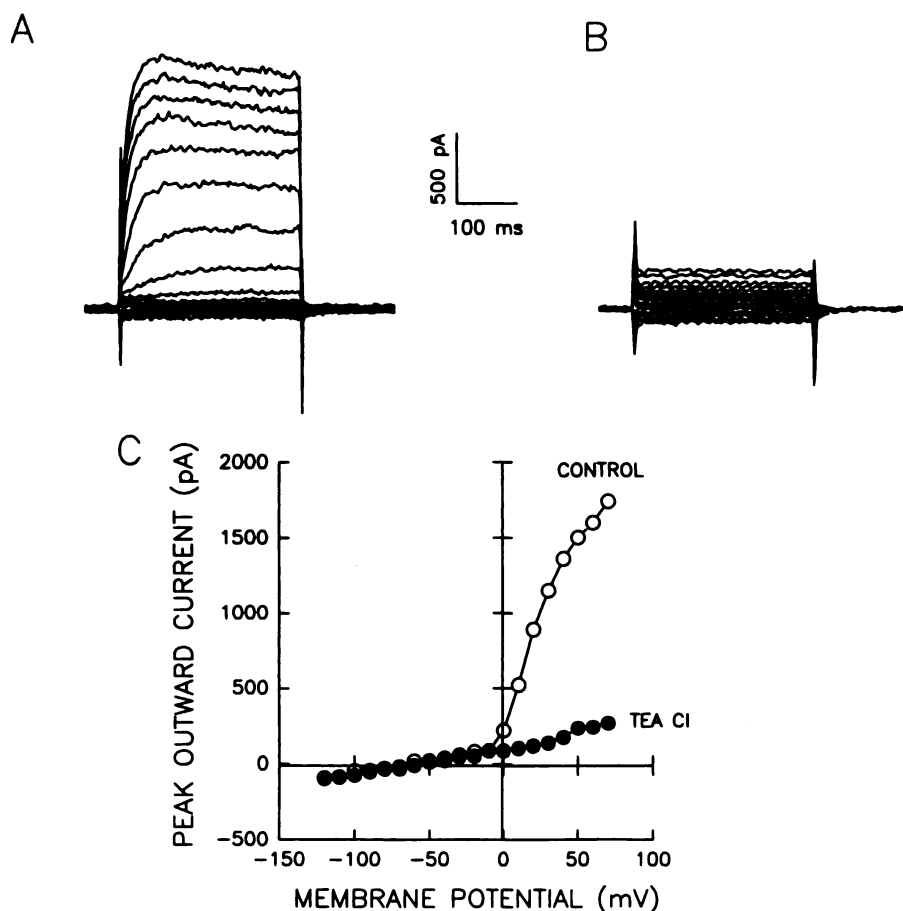 A
B
500 pA
100 ms
C
PEAK OUTWARD CURRENT (pA)
2000
1500
1000
500
0
−500
CONTROL
TEA Cl
−150
−100
−50
0
50
100
MEMBRANE POTENTIAL (mV)